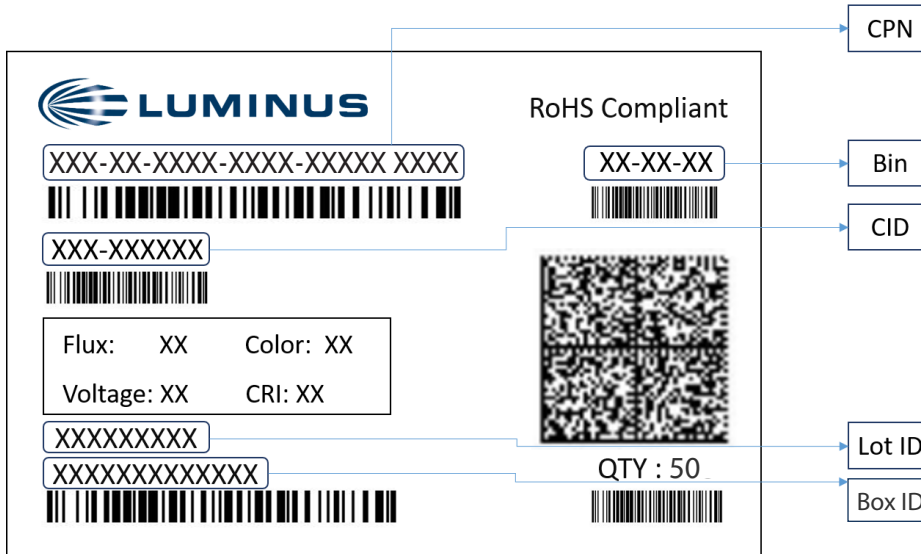 CPN
LUMINUS
RoHS Compliant
XXX-XX-XXXX-XXXX-XXXXX XXXX
XX-XX-XX
Bin
XXX-XXXXXX
CID
Flux: XX Color: XX
Voltage: XX CRI: XX
XXXXXXXXX
Lot ID
XXXXXXXXXXXXX
QTY : 50
Box ID